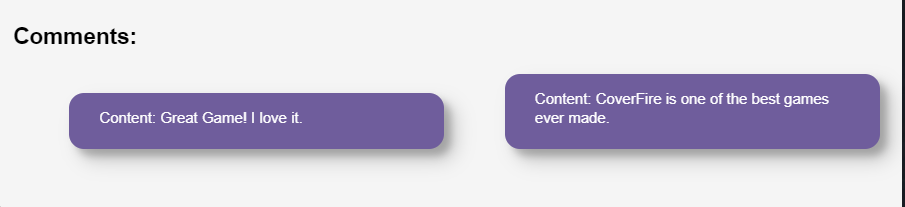 Comments:
Content: Great Game! I love it.
Content: CoverFire is one of the best games
ever made.